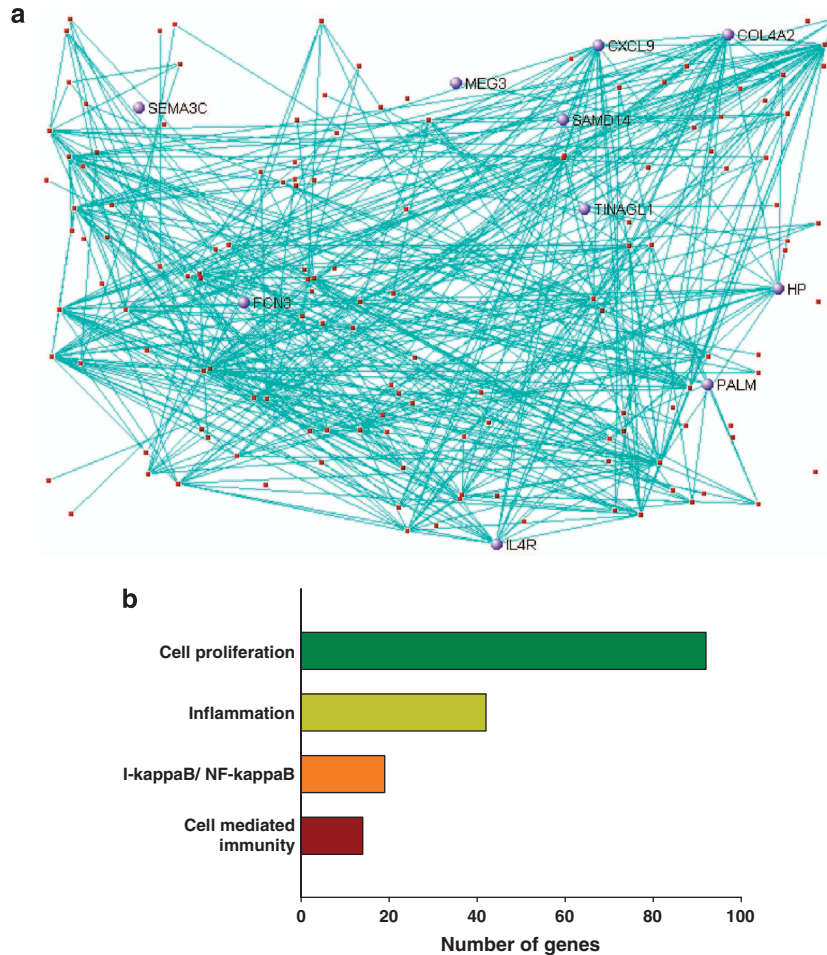 a
COL4A2
CXCL9
MEG3
SEMA3C
SAMD14
TINAGL1
HP
FCN3
PALM
IL4R
b
Cell proliferation
Inflammation
I-kappaB/ NF-kappaB
Cell mediated
immunity
0 20 40 60 80 100
Number of genes